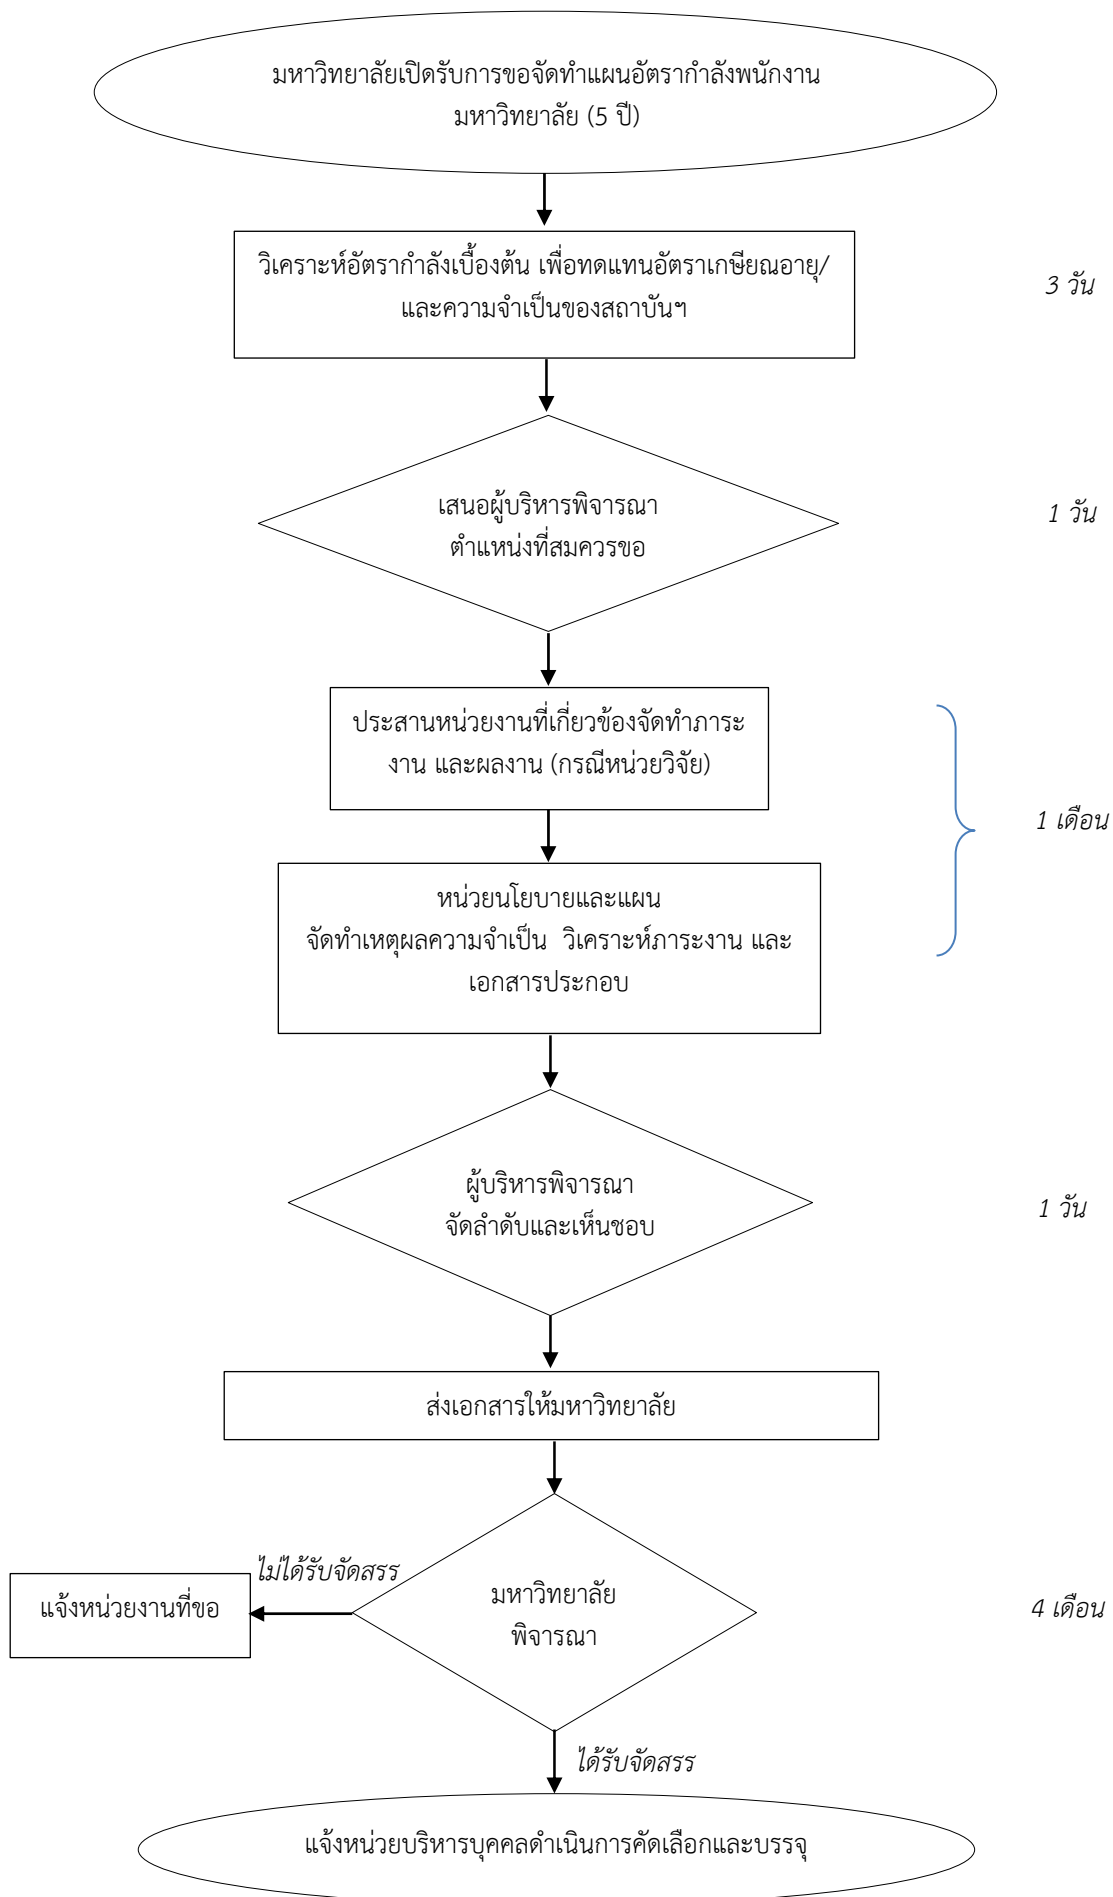 มหาวิทยาลัยเปิดรับการขอจัดทำแผนอัตรากำลังพนักงาน
มหาวิทยาลัย (5 ปี)
วิเคราะห์อัตรากำลังเบื้องต้น เพื่อทดแทนอัตราเกษียณอายุ/
และความจำเป็นของสถาบันฯ
3 วัน
เสนอผู้บริหารพิจารณา
ตำแหน่งที่สมควรขอ
1 วัน
ประสานหน่วยงานที่เกี่ยวข้องจัดทำภาระ
งาน และผลงาน (กรณีหน่วยวิจัย)
1 เดือน
หน่วยนโยบายและแผน
จัดทำเหตุผลความจำเป็น วิเคราะห์ภาระงาน และ
เอกสารประกอบ
ผู้บริหารพิจารณา
จัดลำดับและเห็นชอบ
1 วัน
ส่งเอกสารให้มหาวิทยาลัย
ไม่ได้รับจัดสรร
แจ้งหน่วยงานที่ขอ
มหาวิทยาลัย
พิจารณา
4 เดือน
ได้รับจัดสรร
แจ้งหน่วยบริหารบุคคลดำเนินการคัดเลือกและบรรจุ